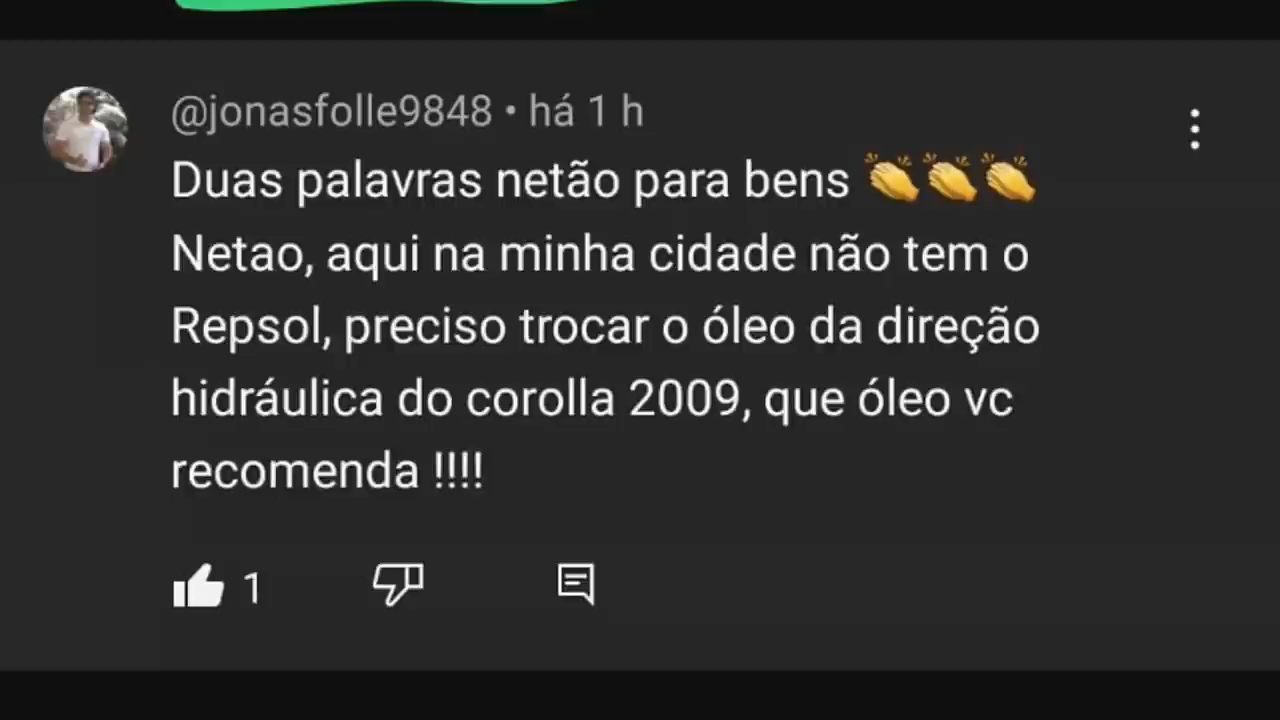 @jonasfolle9848 • há 1 h
Duas palavras netão para bens 👏👏👏
Netao, aqui na minha cidade não tem o
Repsol, preciso trocar o óleo da direção
hidráulica do corolla 2009, que óleo vc
recomenda !!!!
1